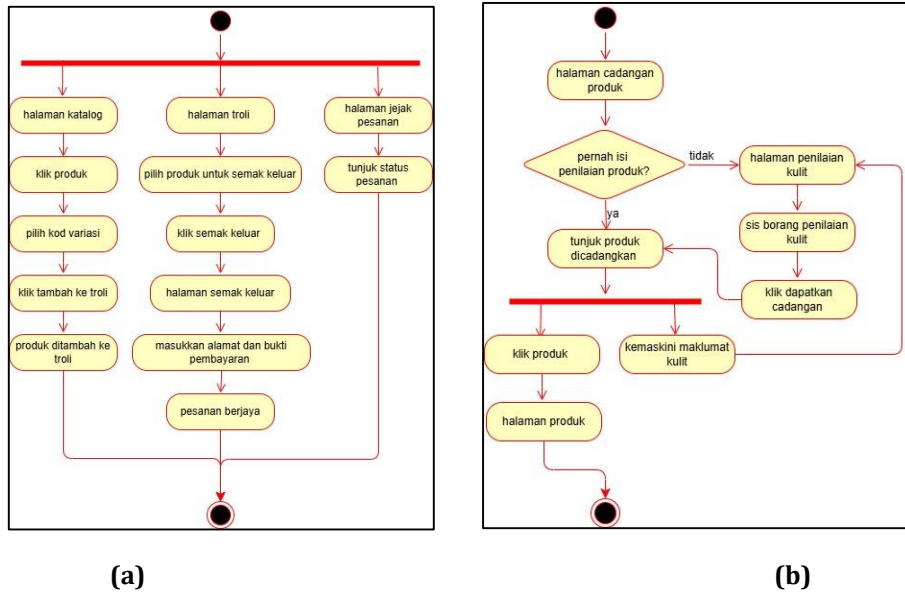 halaman katalog
klik produk
pilih kod variasi
klik tambah ke troli
produk ditambah ke
troli
halaman troli
pilih produk untuk semak keluar
klik semak keluar
halaman semak keluar
masukkan alamat dan bukti
pembayaran
pesanan berjaya
halaman jejak
pesanan
tunjuk status
pesanan
(a)
halaman cadangan
produk
pernah isi
penilaian produk?
tidak
ya
halaman penilaian
kulit
sis borang penilaian
kulit
klik dapatkan
cadangan
tunjuk produk
dicadangkan
klik produk
kemaskini maklumat
kulit
halaman produk
(b)